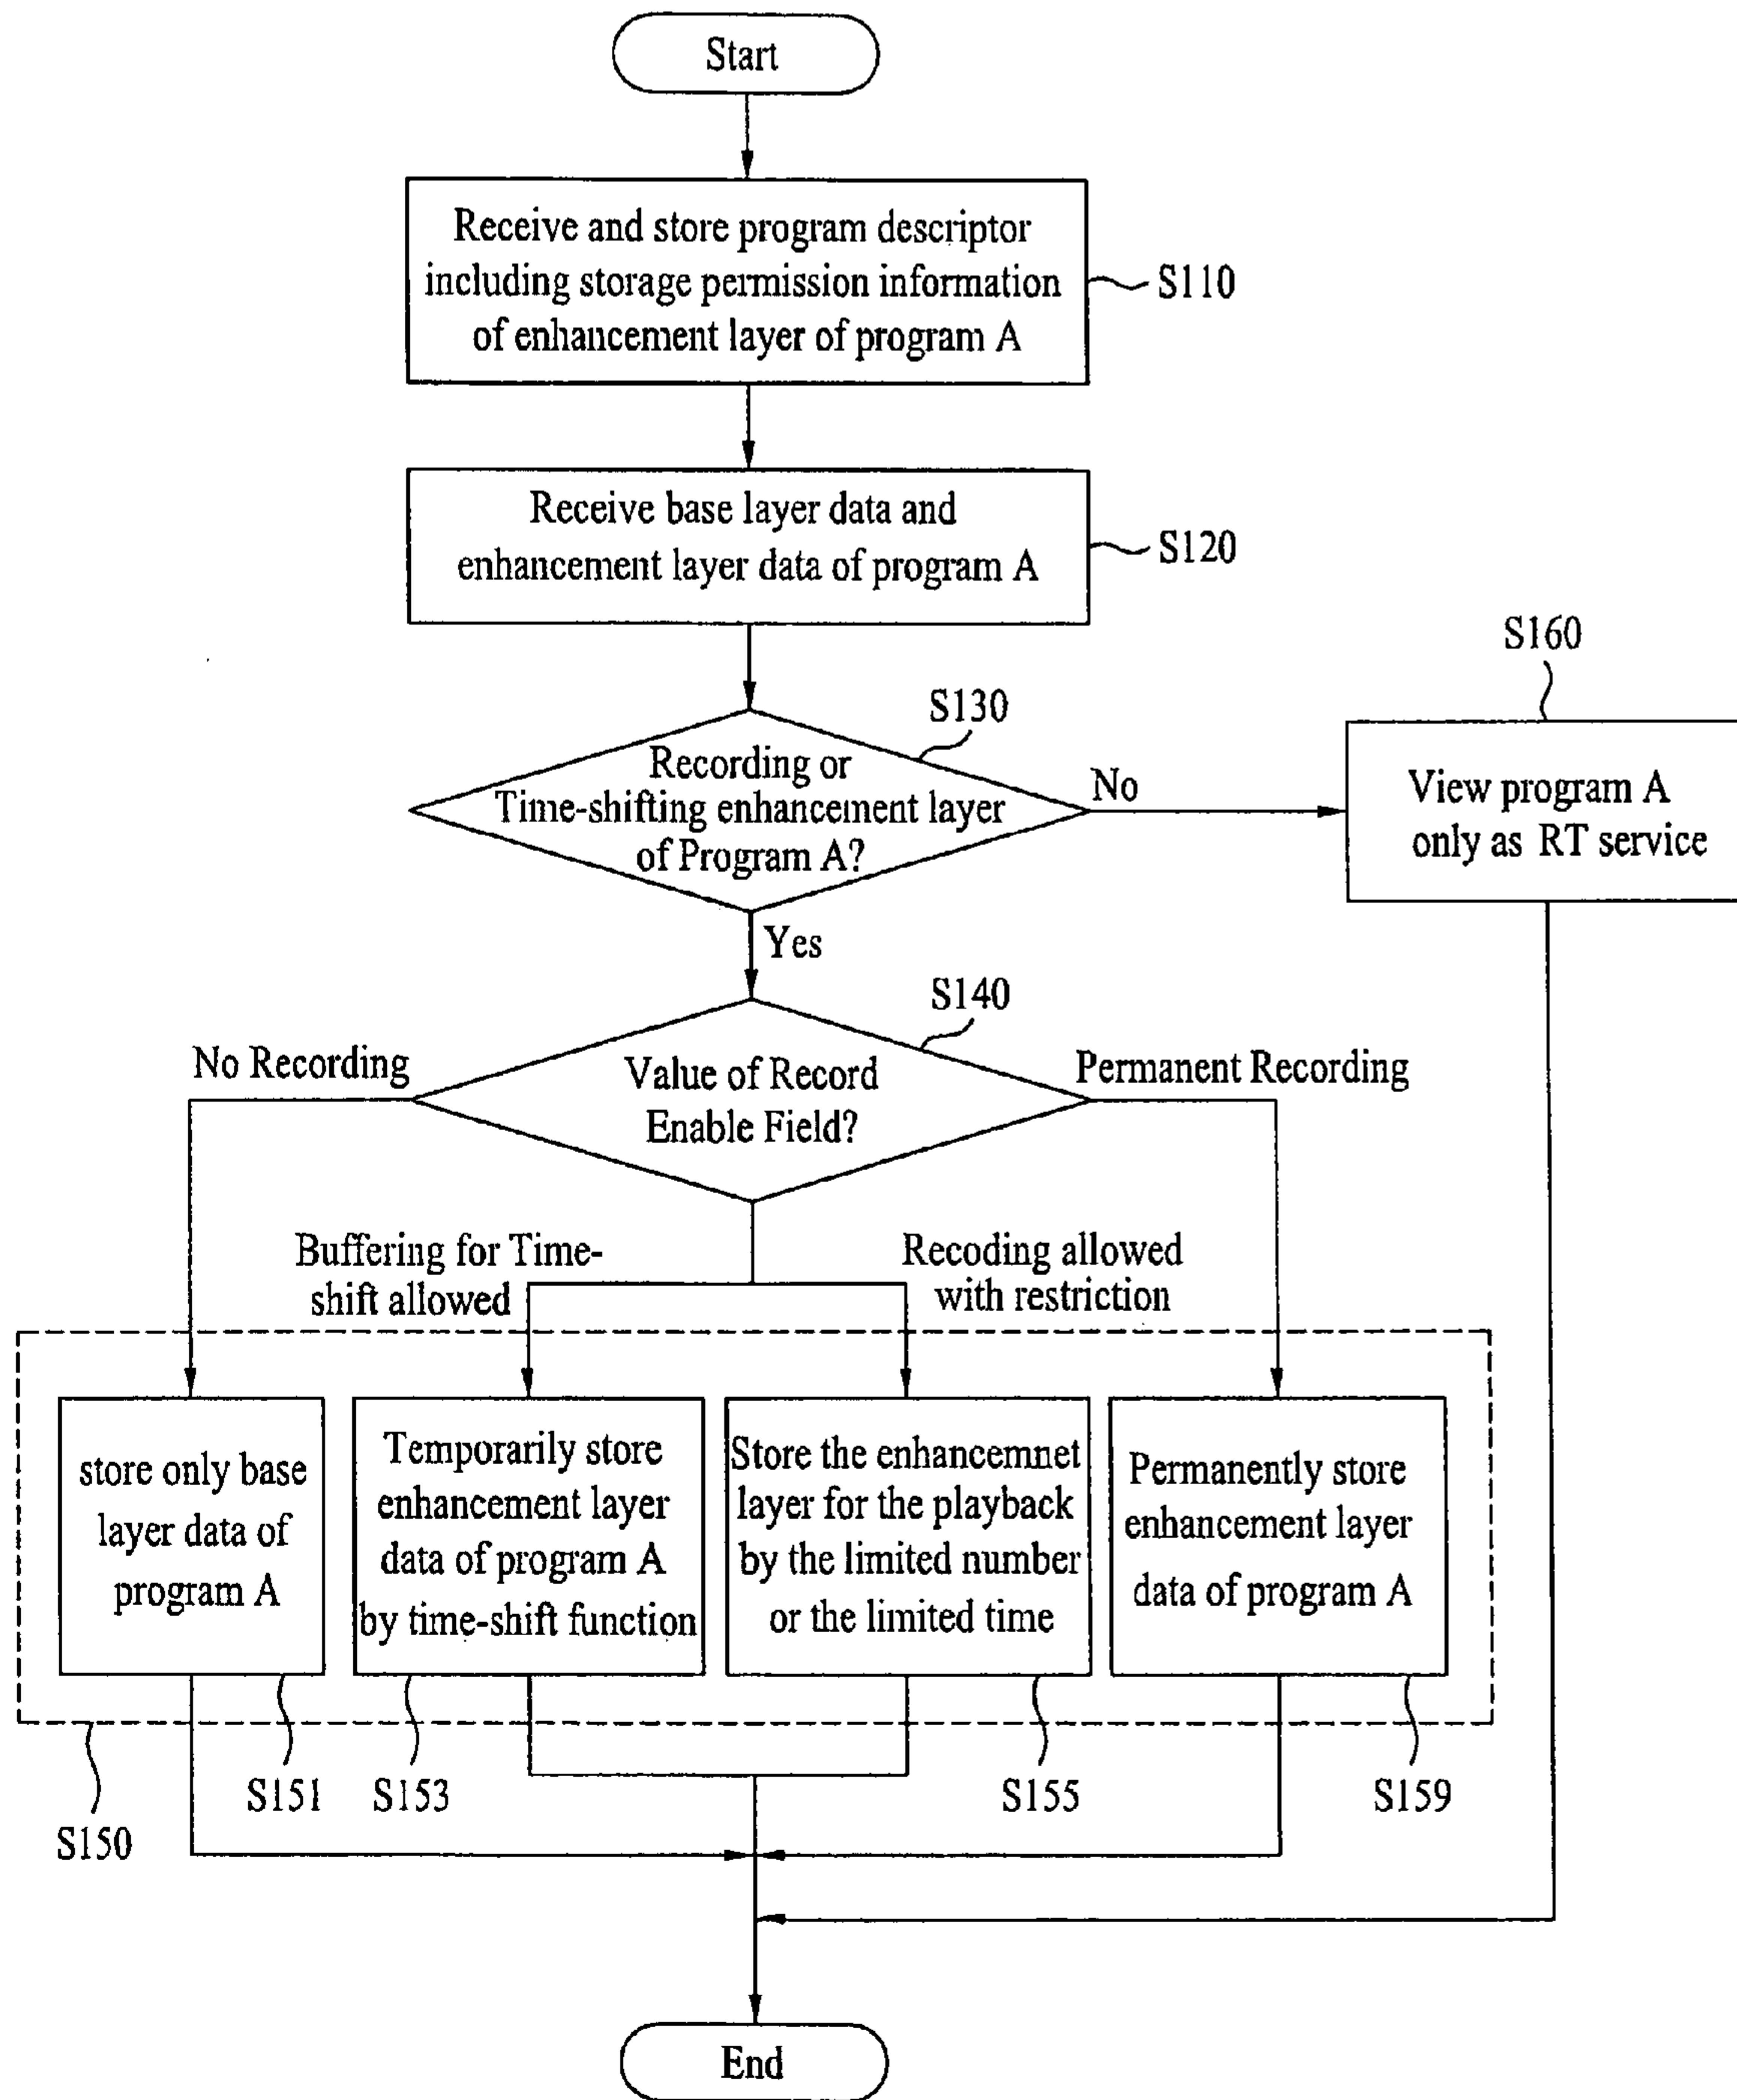 Start
Receive and store program descriptor
including storage permission information
of enhancement layer of program A
S110
Receive base layer data and
enhancement layer data of program A
S120
S160
S130
Recording or
Time-shifting enhancement layer
of Program A?
No
View program A
only as RT service
Yes
S140
No Recording
Value of Record
Enable Field?
Permanent Recording
Buffering for Time-
shift allowed
Recoding allowed
with restriction
store only base
layer data of
program A
Temporarily store
enhancement layer
data of program A
by time-shift function
Store the enhancemnet
layer for the playback
by the limited number
or the limited time
Permanently store
enhancement layer
data of program A
S151
S153
S155
S159
S150
End